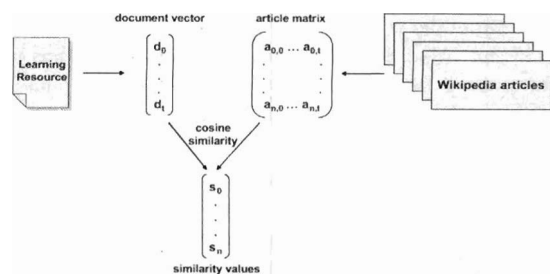 document vector
article matrix
Learning
Resource
d0
.
.
.
dt
a0,0 ... a0,t
. .
. .
. .
an,0 ... an,t
Wikipedia articles
cosine
similarity
s0
.
.
.
sn
similarity values